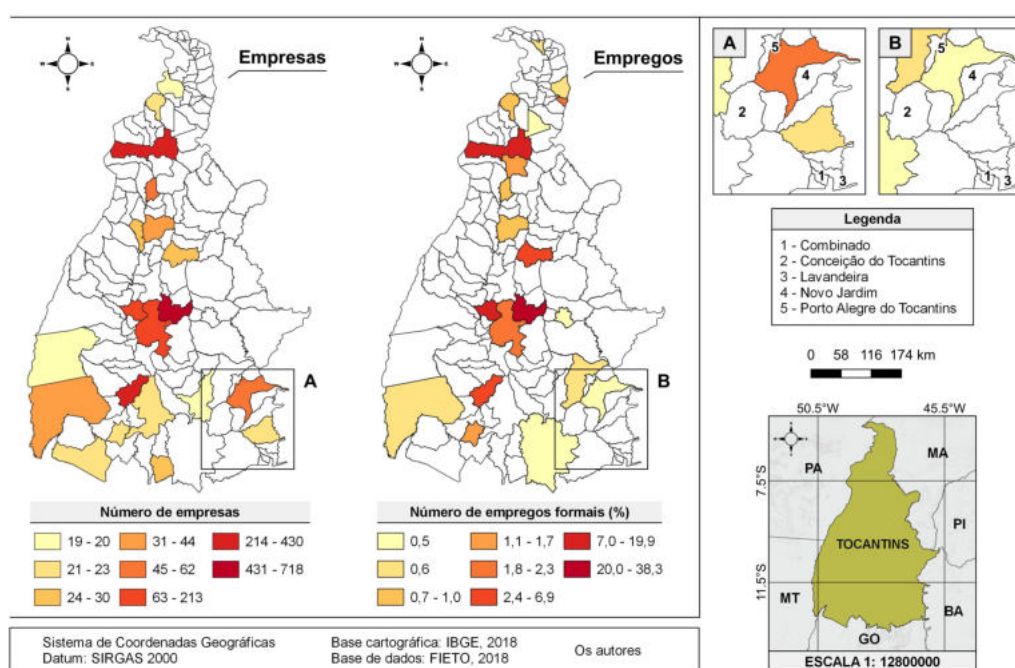 Empresas
N
W
E
S
A
Número de empresas
19 - 20
31 - 44
214 - 430
21 - 23
45 - 62
431 - 718
24 - 30
63 - 213
Empregos
N
W
E
S
B
Número de empregos formais (%)
0,5
1,1 - 1,7
7,0 - 19,9
0,6
1,8 - 2,3
20,0 - 38,3
0,7 - 1,0
2,4 - 6,9
A
5
4
2
1
3
B
5
4
2
1
3
Legenda
1 - Combinado
2 - Conceição do Tocantins
3 - Lavandeira
4 - Novo Jardim
5 - Porto Alegre do Tocantins
0 58 116 174 km
50.5°W 45.5°W
7.5°S
11.5°S
PA
MA
PI
TOCANTINS
MT
BA
GO
ESCALA 1: 12800000
Sistema de Coordenadas Geográficas
Datum: SIRGAS 2000
Base cartográfica: IBGE, 2018
Base de dados: FIETO, 2018
Os autores